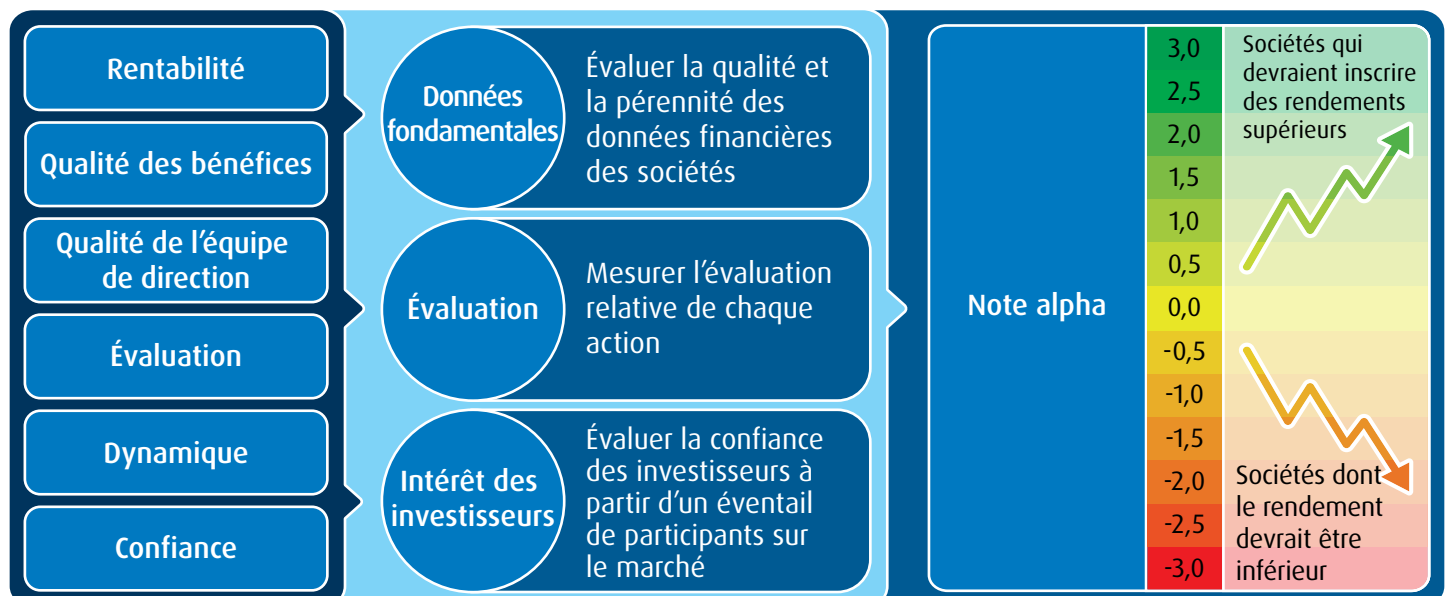 Rentabilité
Qualité des bénéfices
Qualité de l’équipe
de direction
Évaluation
Dynamique
Confiance
Données
fondamentales
Évaluer la qualité et
la pérennité des
données financières
des sociétés
Évaluation
Mesurer l’évaluation
relative de chaque
action
Intérêt des
investisseurs
Évaluer la confiance
des investisseurs à
partir d’un éventail
de participants sur
le marché
Note alpha
3,0
2,5
2,0
1,5
1,0
0,5
0,0
-0,5
-1,0
-1,5
-2,0
-2,5
-3,0
Sociétés qui
devraient inscrire
des rendements
supérieurs
Sociétés dont
le rendement
devrait être
inférieur